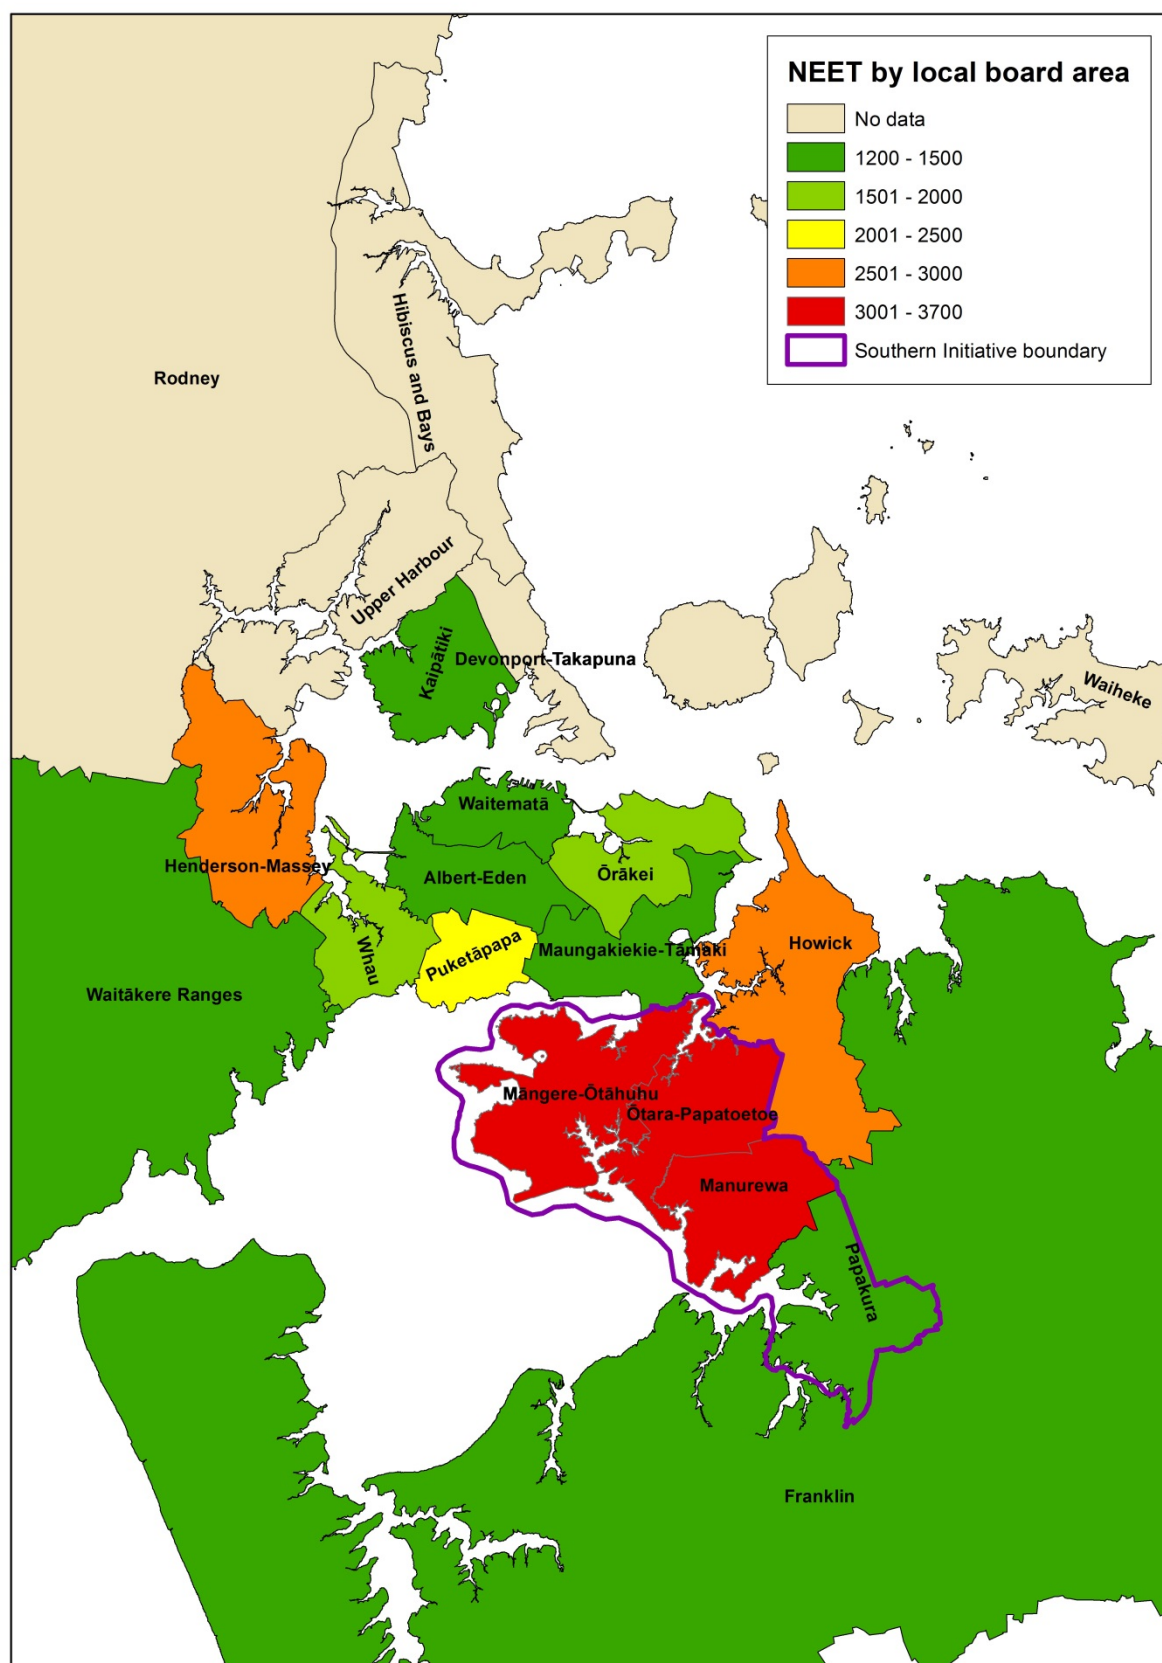 NEET by local board area
No data
1200 - 1500
1501 - 2000
2001 - 2500
2501 - 3000
3001 - 3700
Southern Initiative boundary
Rodney
Hibiscus and Bays
Upper Harbour
Kaipātiki
Devonport-Takapuna
Waiheke
Waitematā
Henderson-Massey
Albert-Eden
Ōrākei
Whau
Puketāpapa
Maungakiekie-Tāmaki
Howick
Waitākere Ranges
Māngere-Ōtāhuhu
Ōtara-Papatoetoe
Manurewa
Papakura
Franklin